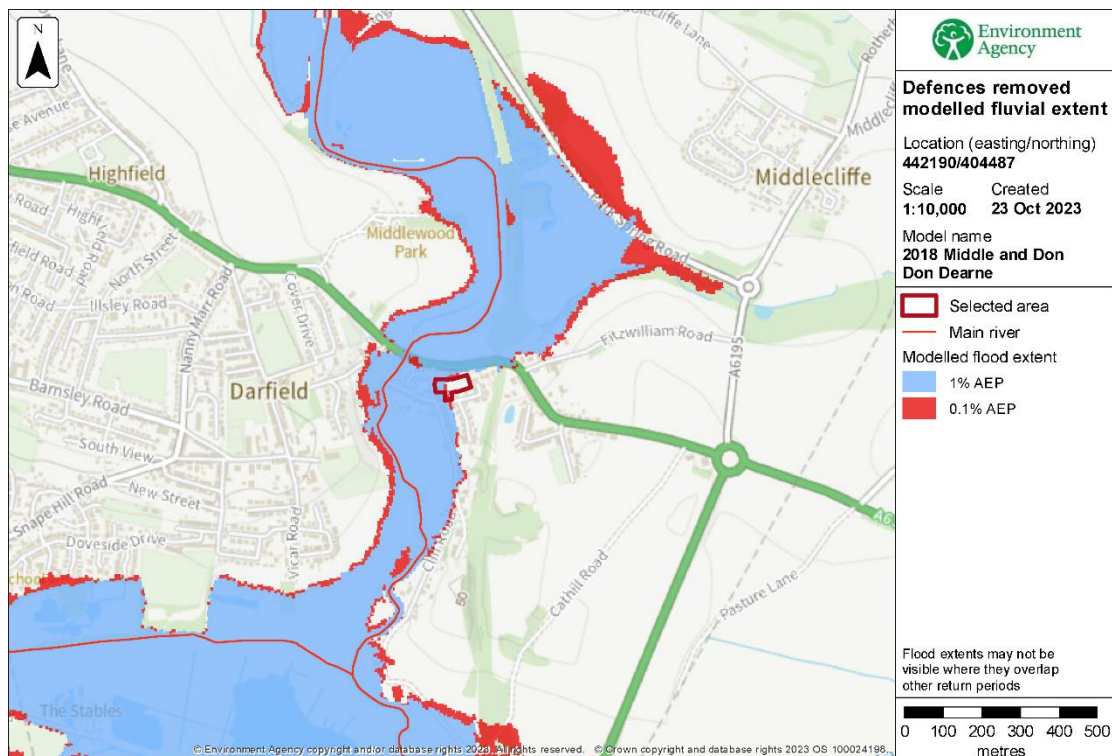 N
Middlecliffe Lane
Highfield
Middlewood
Park
Middlecliffe
Road
North Street
Illsley Road
Nanny Marr Road
Cover Drive
Fitzwilliam Road
A6195
Darfield
Barnsley Road
South View
New Street
Snape Hill Road
Doveside Drive
Vicar Road
50
Cathill Road
Pasture Lane
The Stables
© Environment Agency copyright and/or database rights 2023. All rights reserved. © Crown copyright and database rights 2023 OS 100024198.
Environment
Agency
Defences removed
modelled fluvial extent
Location (easting/northing)
442190/404487
Scale Created
1:10,000 23 Oct 2023
Model name
2018 Middle and Don
Don Dearne
Selected area
Main river
Modelled flood extent
1% AEP
0.1% AEP
Flood extents may not be
visible where they overlap
other return periods
0 100 200 300 400 500
metres